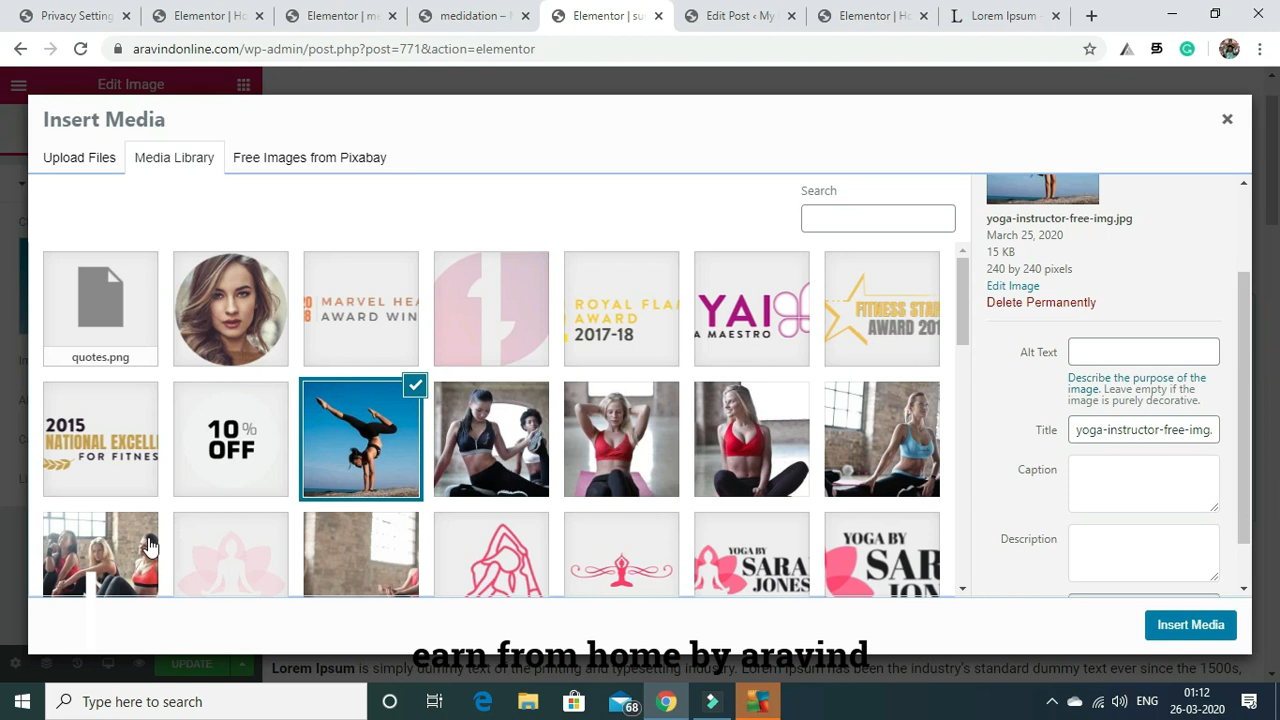 Privacy Setting
Elementor | Ho
Elementor | me
medidation – M
Elementor | su
Edit Post ‹ My
Elementor | Ho
Lorem Ipsum -
aravindonline.com/wp-admin/post.php?post=771&action=elementor
Edit Image
Insert Media
Upload Files
Media Library
Free Images from Pixabay
Search
quotes.png
MARVEL HEA
AWARD WIN
ROYAL FLA
AWARD
2017-18
YAI
A MAESTRO
FITNESS STAR
AWARD 201
2015
NATIONAL EXCELL
FOR FITNES
10%
OFF
YOGA BY
SARA
JONES
YOGA BY
SAR
JONE
yoga-instructor-free-img.jpg
March 25, 2020
15 KB
240 by 240 pixels
Edit Image
Delete Permanently
Alt Text
Describe the purpose of the
image. Leave empty if the
image is purely decorative.
Title
yoga-instructor-free-img.
Caption
Description
Insert Media
earn from home by aravind
UPDATE
Lorem Ipsum is simply dummy text of the printing and typesetting industry. Lorem Ipsum has been the industry's standard dummy text ever since the 1500s,
Type here to search
68
ENG
01:12
26-03-2020